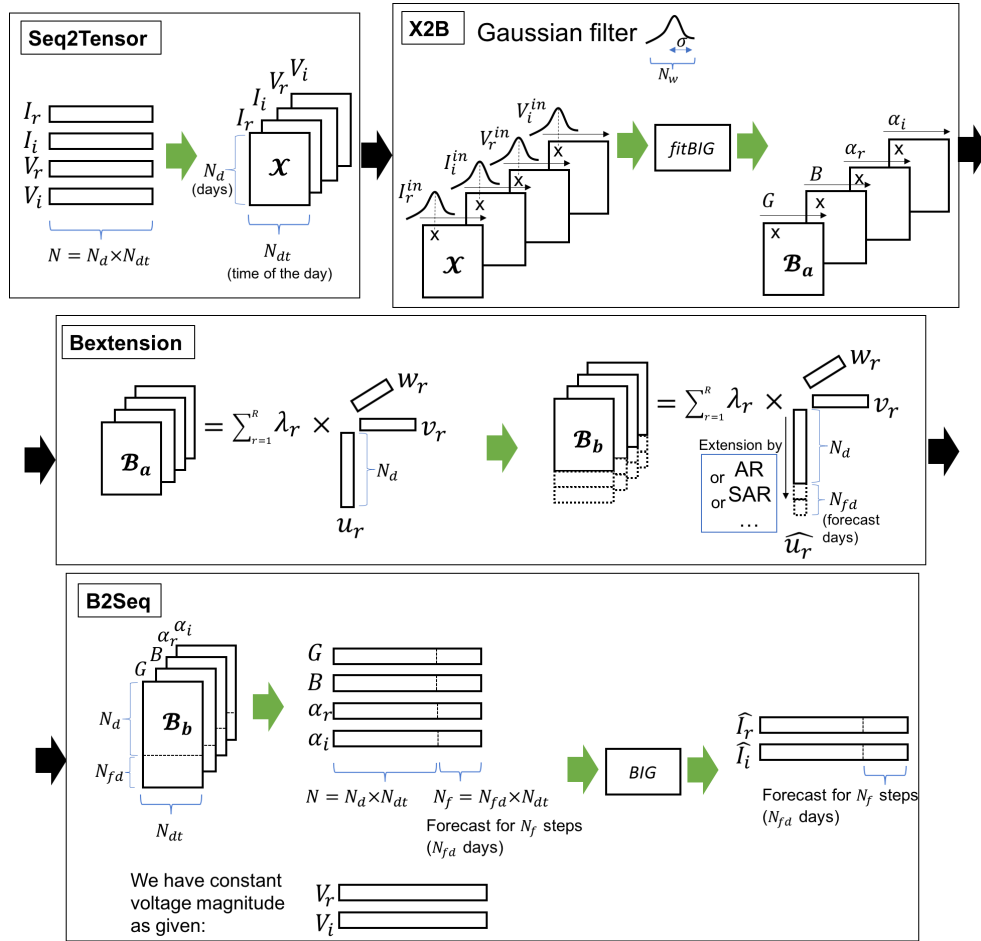 Seq2Tensor
I_r
I_i
V_r
V_i
N = N_d×N_dt
I_r I_i V_r V_i
N_d
(days)
𝒳
N_dt
(time of the day)
X2B
Gaussian filter
σ
N_w
I_r^in
I_i^in
V_r^in
V_i^in
x x x x
𝒳
fitBIG
G
B
α_r
α_i
x x x x
ℬ_a
Bextension
ℬ_a
= ∑_{r=1}^{R} λ_r ×
w_r
v_r
N_d
u_r
ℬ_b
= ∑_{r=1}^{R} λ_r ×
w_r
v_r
N_d
Extension by
or AR
or SAR
...
N_fd
(forecast
days)
û_r
B2Seq
G B α_r α_i
N_d
ℬ_b
N_fd
N_dt
G
B
α_r
α_i
N = N_d×N_dt
N_f = N_fd×N_dt
Forecast for N_f steps
(N_fd days)
BIG
Î_r
Î_i
Forecast for N_f steps
(N_fd days)
We have constant
voltage magnitude
as given:
V_r
V_i